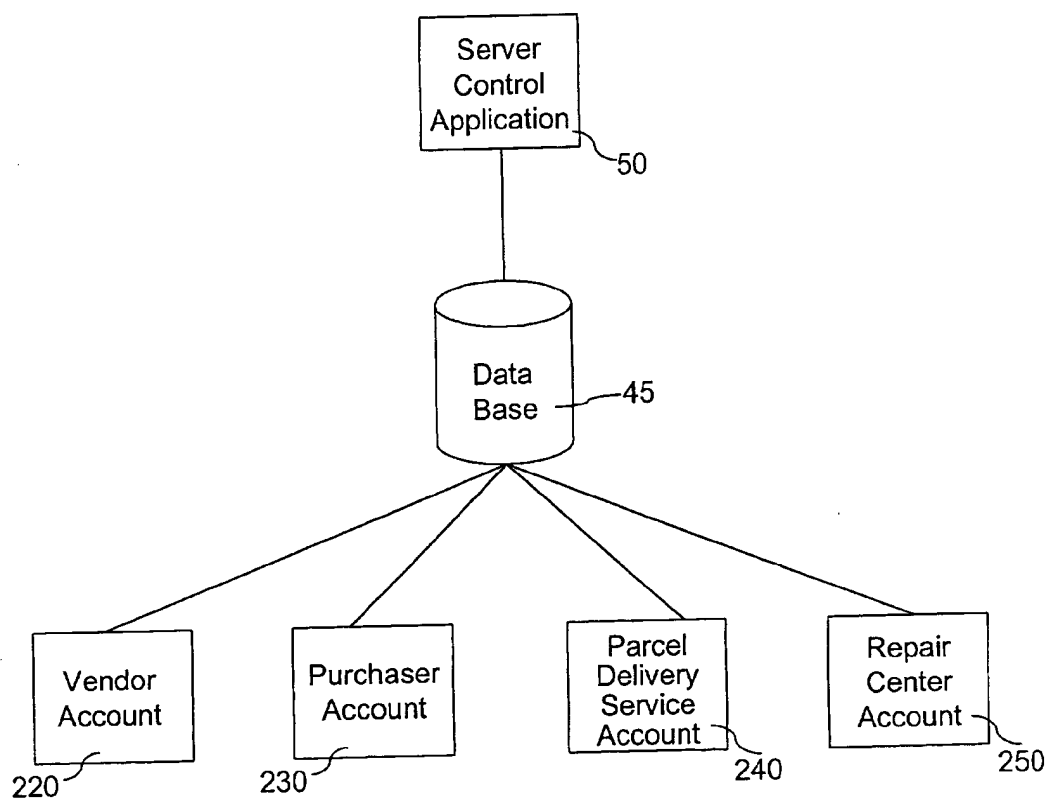 Server
Control
Application
50
Data
Base
45
Vendor
Account
220
Purchaser
Account
230
Parcel
Delivery
Service
Account
240
Repair
Center
Account
250